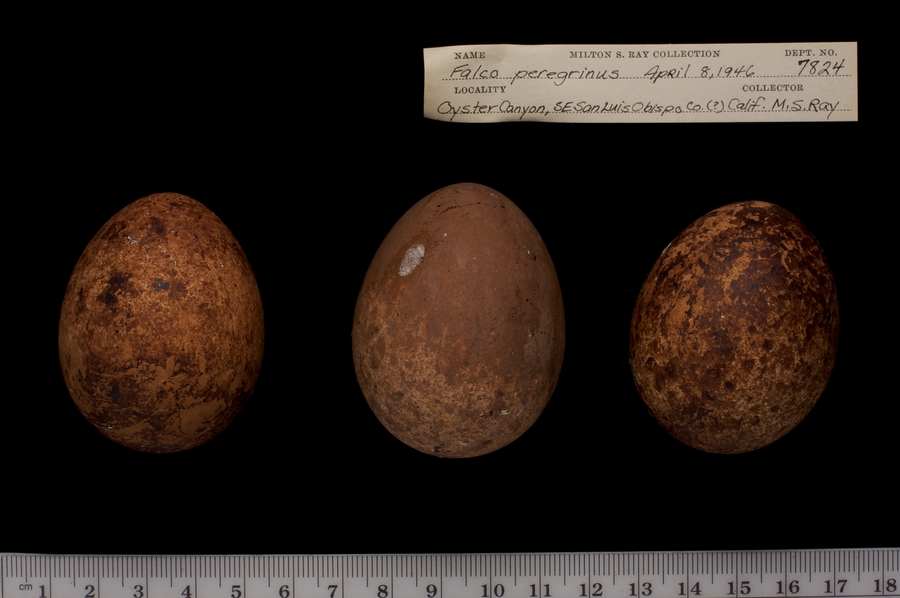 NAME MILTON S. RAY COLLECTION DEPT. NO.
Falco peregrinus April 8, 1946 7824
LOCALITY COLLECTOR
Oyster Canyon, SE San Luis Obispo Co. (?) Calif. M. S. Ray
cm 1 2 3 4 5 6 7 8 9 10 11 12 13 14 15 16 17 18